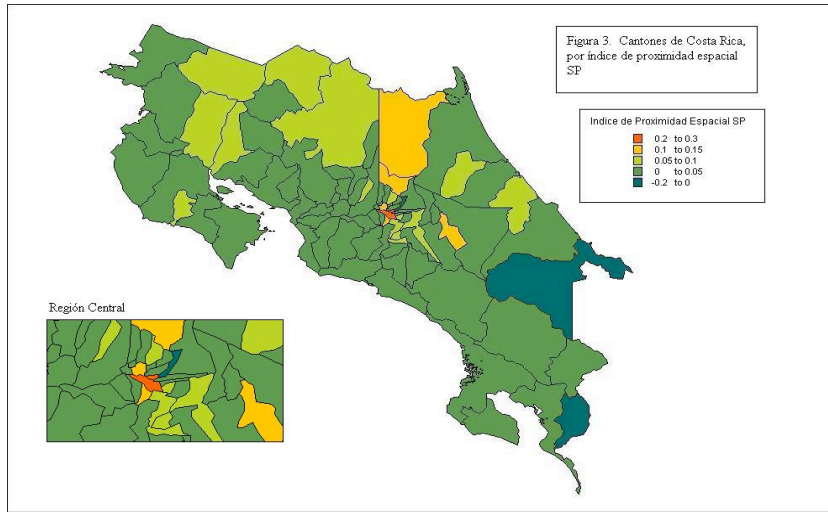 Figura 3. Cantones de Costa Rica,
por índice de proximidad espacial
SP
Indice de Proximidad Espacial SP
0.2 to 0.3
0.1 to 0.15
0.05 to 0.1
0 to 0.05
-0.2 to 0
Región Central